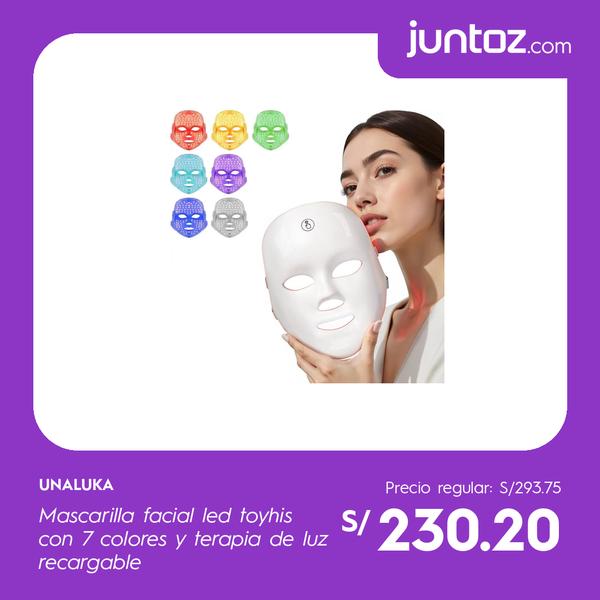 juntoz.com
UNALUKA
Mascarilla facial led toyhis
con 7 colores y terapia de luz
recargable
Precio regular: S/293.75
S/ 230.20